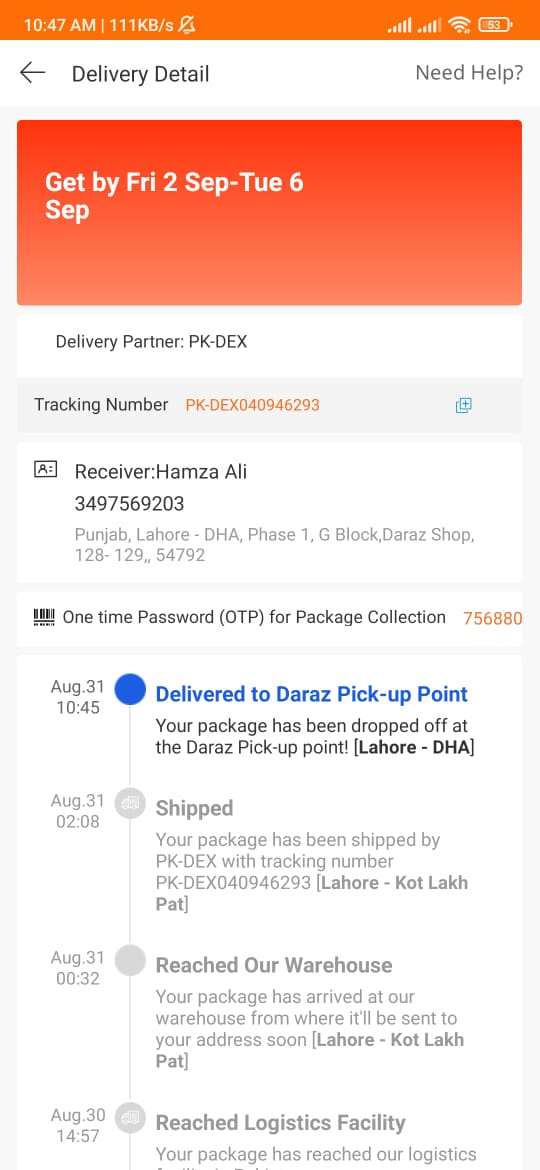 10:47 AM | 111KB/s
53
Delivery Detail
Need Help?
Get by Fri 2 Sep-Tue 6
Sep
Delivery Partner: PK-DEX
Tracking Number PK-DEX040946293
Receiver:Hamza Ali
3497569203
Punjab, Lahore - DHA, Phase 1, G Block,Daraz Shop,
128- 129,, 54792
One time Password (OTP) for Package Collection 756880
Aug.31
10:45
Delivered to Daraz Pick-up Point
Your package has been dropped off at
the Daraz Pick-up point! [Lahore - DHA]
Aug.31
02:08
Shipped
Your package has been shipped by
PK-DEX with tracking number
PK-DEX040946293 [Lahore - Kot Lakh
Pat]
Aug.31
00:32
Reached Our Warehouse
Your package has arrived at our
warehouse from where it'll be sent to
your address soon [Lahore - Kot Lakh
Pat]
Aug.30
14:57
Reached Logistics Facility
Your package has reached our logistics